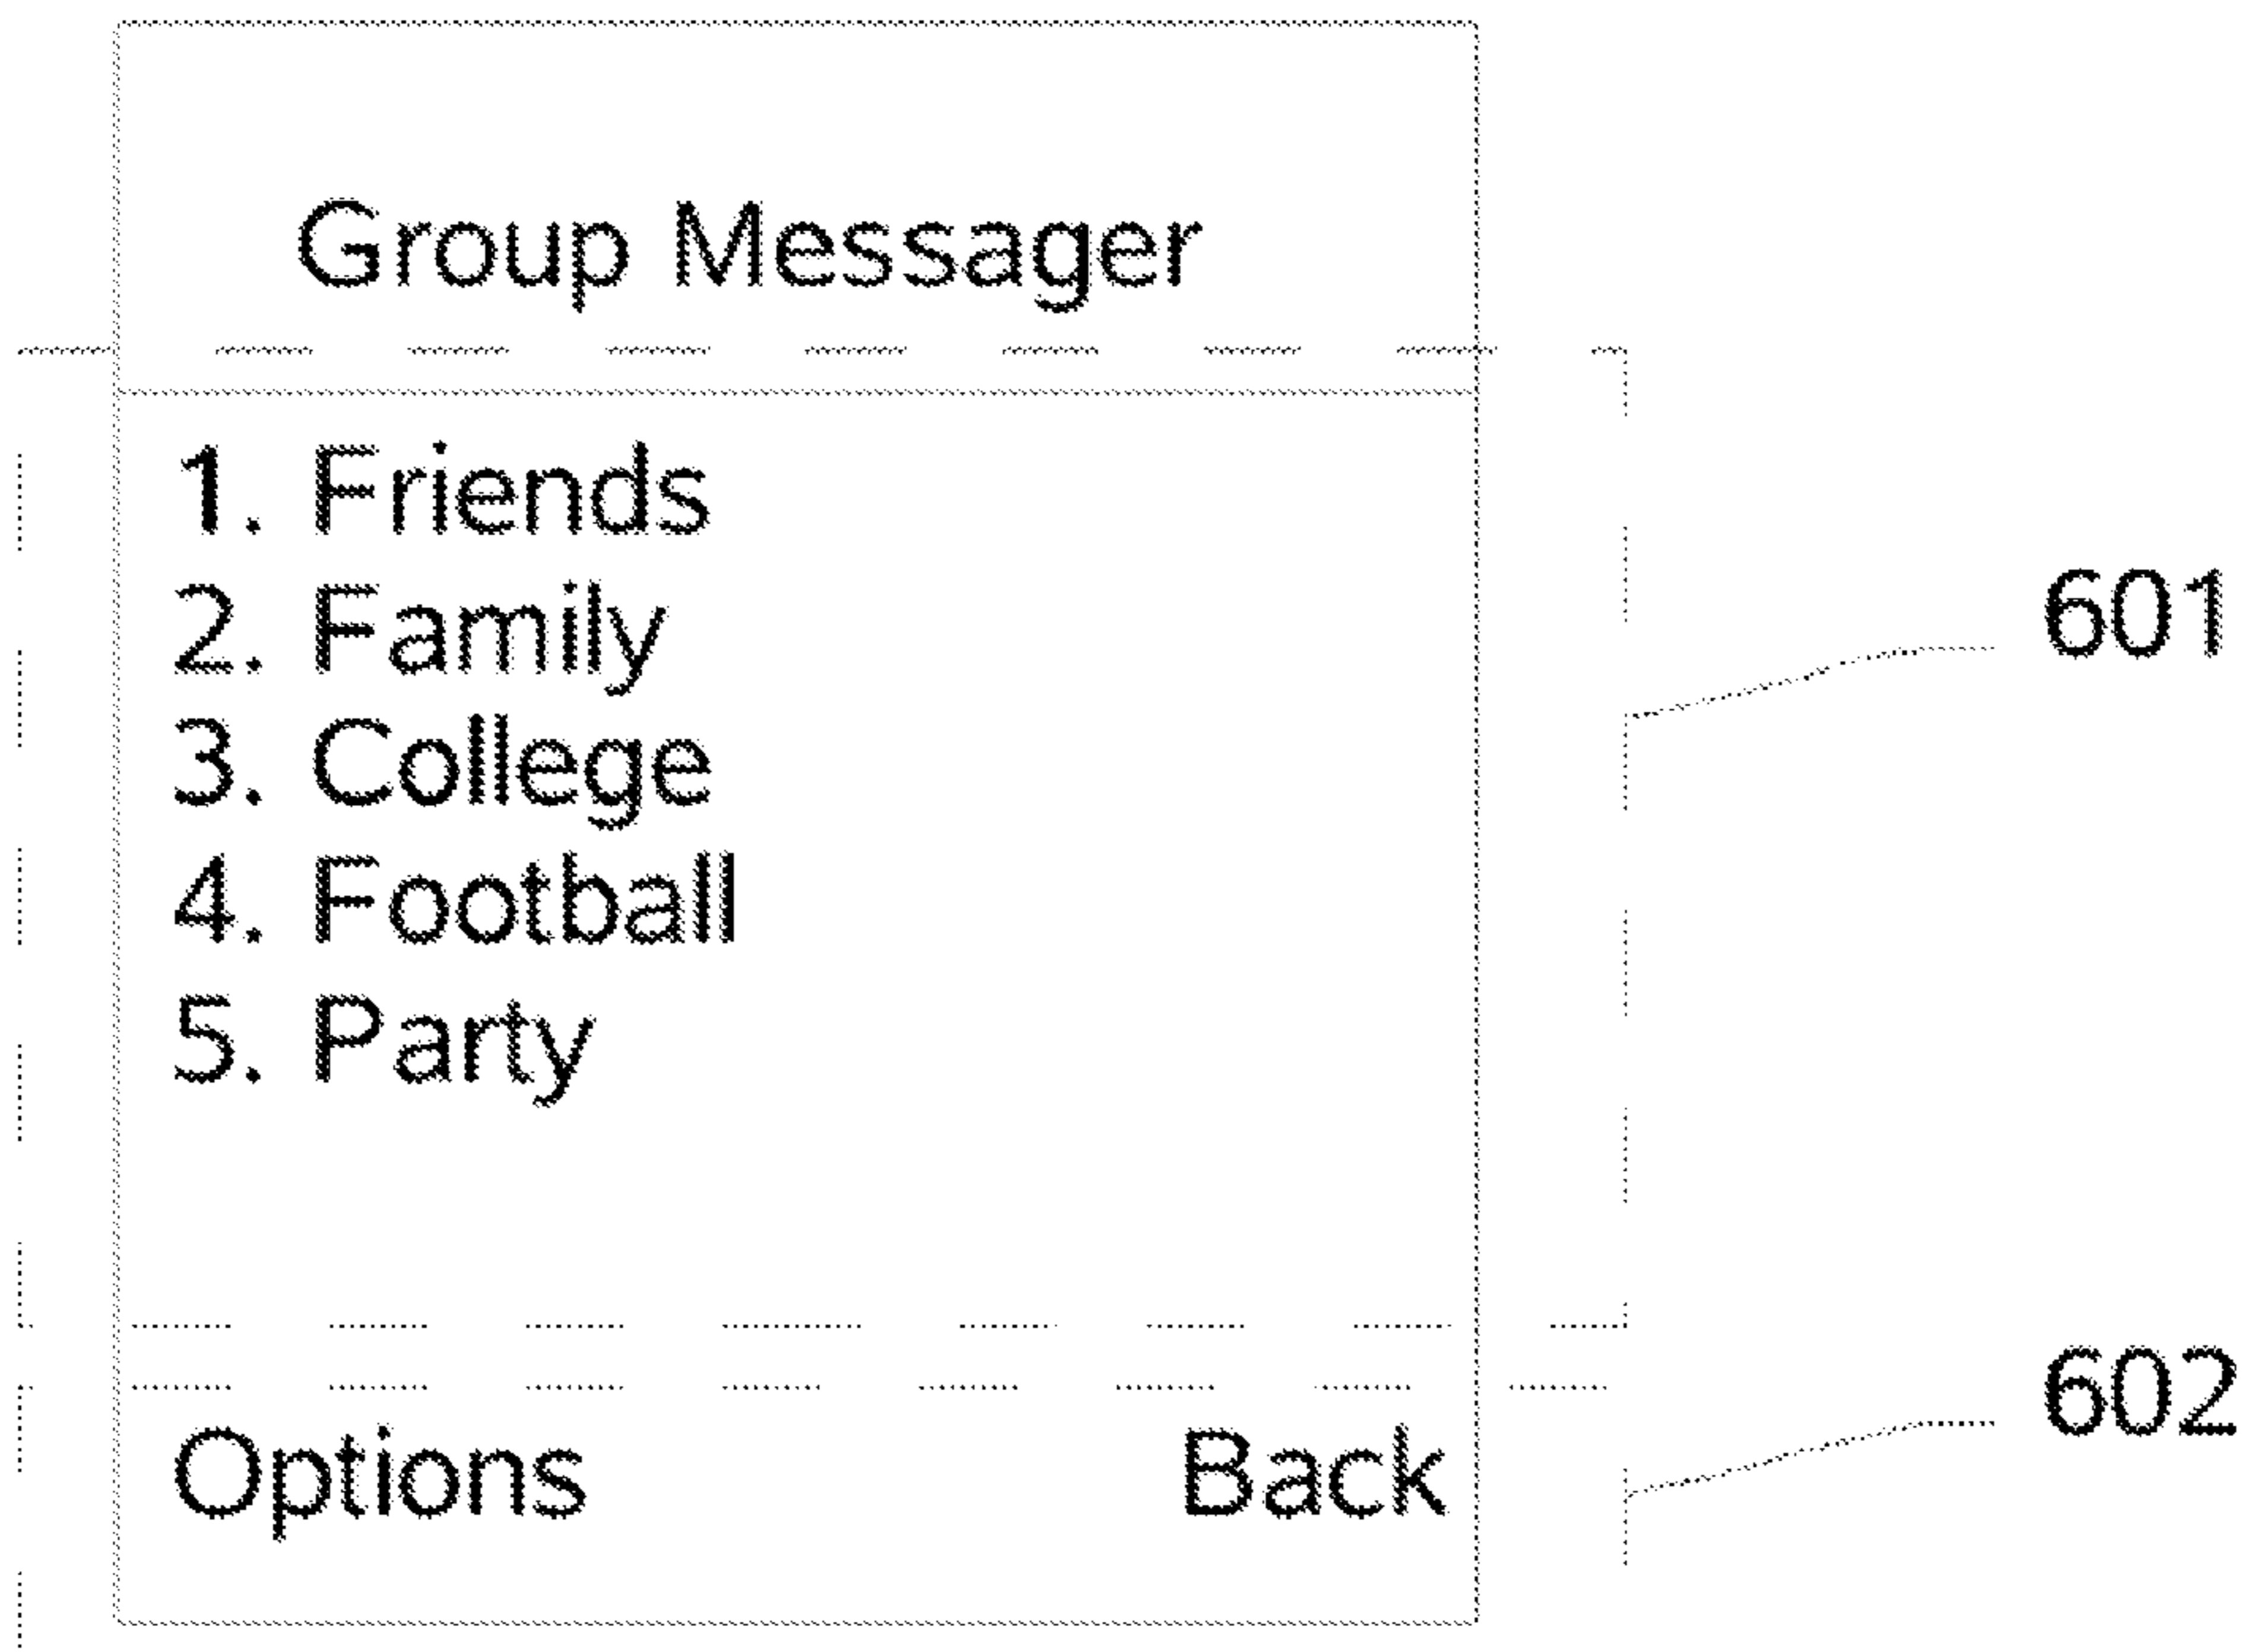 Group Messager
1. Friends
2. Family
3. College
4. Football
5. Party
601
602
Options Back